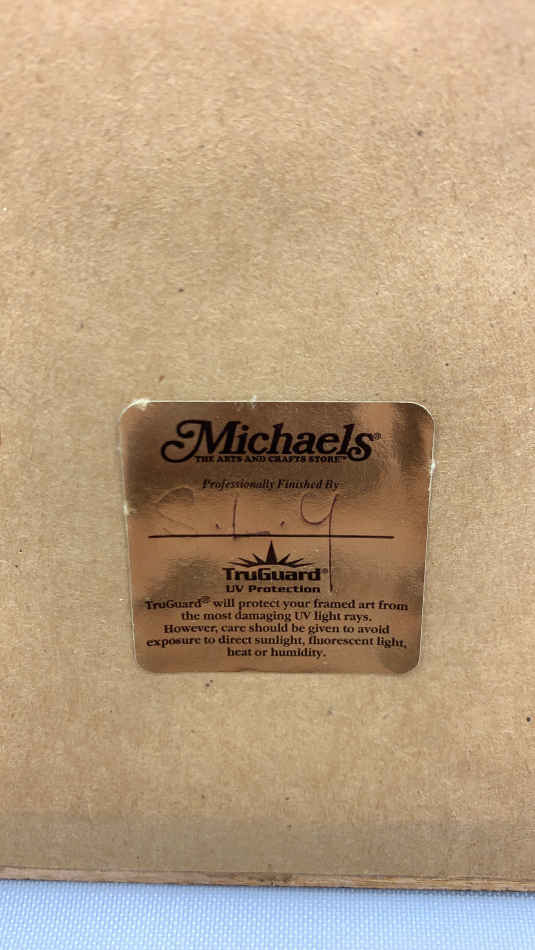 Michaels®
THE ARTS AND CRAFTS STORE™
Professionally Finished By
S.L.Y
TruGuard®
UV Protection
TruGuard® will protect your framed art from
the most damaging UV light rays.
However, care should be given to avoid
exposure to direct sunlight, fluorescent light,
heat or humidity.